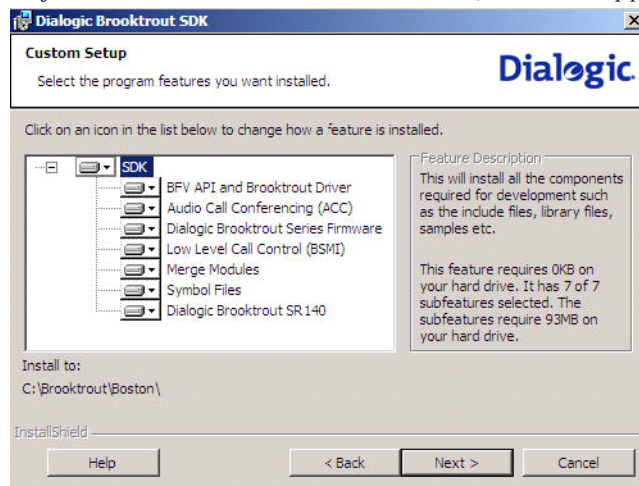 Dialogic Brooktrout SDK
Custom Setup
Select the program features you want installed.
Dialogic.
Click on an icon in the list below to change how a feature is installed.
SDK
BFV API and Brooktrout Driver
Audio Call Conferencing (ACC)
Dialogic Brooktrout Series Firmware
Low Level Call Control (BSMI)
Merge Modules
Symbol Files
Dialogic Brooktrout SR140
Feature Description
This will install all the components
required for development such
as the include files, library files,
samples etc.
This feature requires 0KB on
your hard drive. It has 7 of 7
subfeatures selected. The
subfeatures require 93MB on
your hard drive.
Install to:
C:\Brooktrout\Boston\
InstallShield
Help
< Back
Next >
Cancel